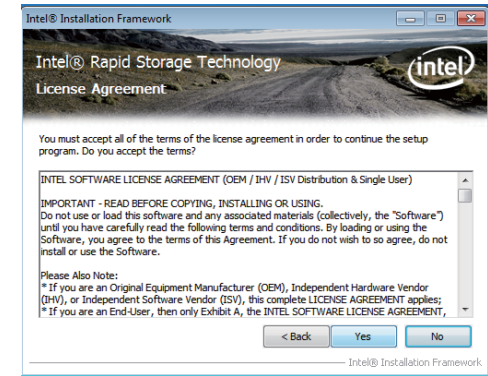 Intel® Installation Framework
Intel® Rapid Storage Technology
License Agreement
intel
You must accept all of the terms of the license agreement in order to continue the setup
program. Do you accept the terms?
INTEL SOFTWARE LICENSE AGREEMENT (OEM / IHV / ISV Distribution & Single User)
IMPORTANT - READ BEFORE COPYING, INSTALLING OR USING.
Do not use or load this software and any associated materials (collectively, the "Software")
until you have carefully read the following terms and conditions. By loading or using the
Software, you agree to the terms of this Agreement. If you do not wish to so agree, do not
install or use the Software.
Please Also Note:
* If you are an Original Equipment Manufacturer (OEM), Independent Hardware Vendor
(IHV), or Independent Software Vendor (ISV), this complete LICENSE AGREEMENT applies;
* If you are an End-User, then only Exhibit A, the INTEL SOFTWARE LICENSE AGREEMENT,
< Back Yes No
Intel® Installation Framework